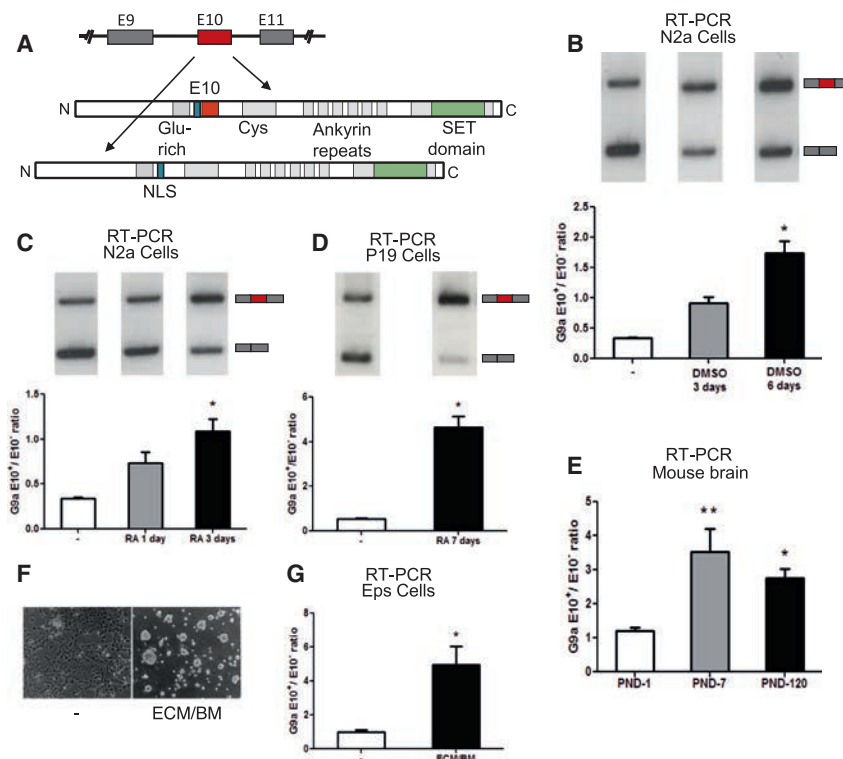 A
E9 E10 E11
N E10 C
Glu-
rich
Cys
Ankyrin
repeats
SET
domain
N C
NLS
B
RT-PCR
N2a Cells
G9a E10⁺/ E10⁻ ratio
2.5
2.0
1.5
1.0
0.5
0.0
*
-
DMSO
3 days
DMSO
6 days
C
RT-PCR
N2a Cells
G9a E10⁺/ E10⁻ ratio
1.5
1.0
0.5
0.0
*
- RA 1 day RA 3 days
D
RT-PCR
P19 Cells
G9a E10⁺/E10⁻ ratio
6
4
2
0
*
- RA 7 days
E
RT-PCR
Mouse brain
G9a E10⁺/ E10⁻ ratio
5
4
3
2
1
0
**
*
PND-1 PND-7 PND-120
F
- ECM/BM
G
RT-PCR
Eps Cells
G9a E10⁺/ E10⁻ ratio
8
6
4
2
0
*
- ECM/BM